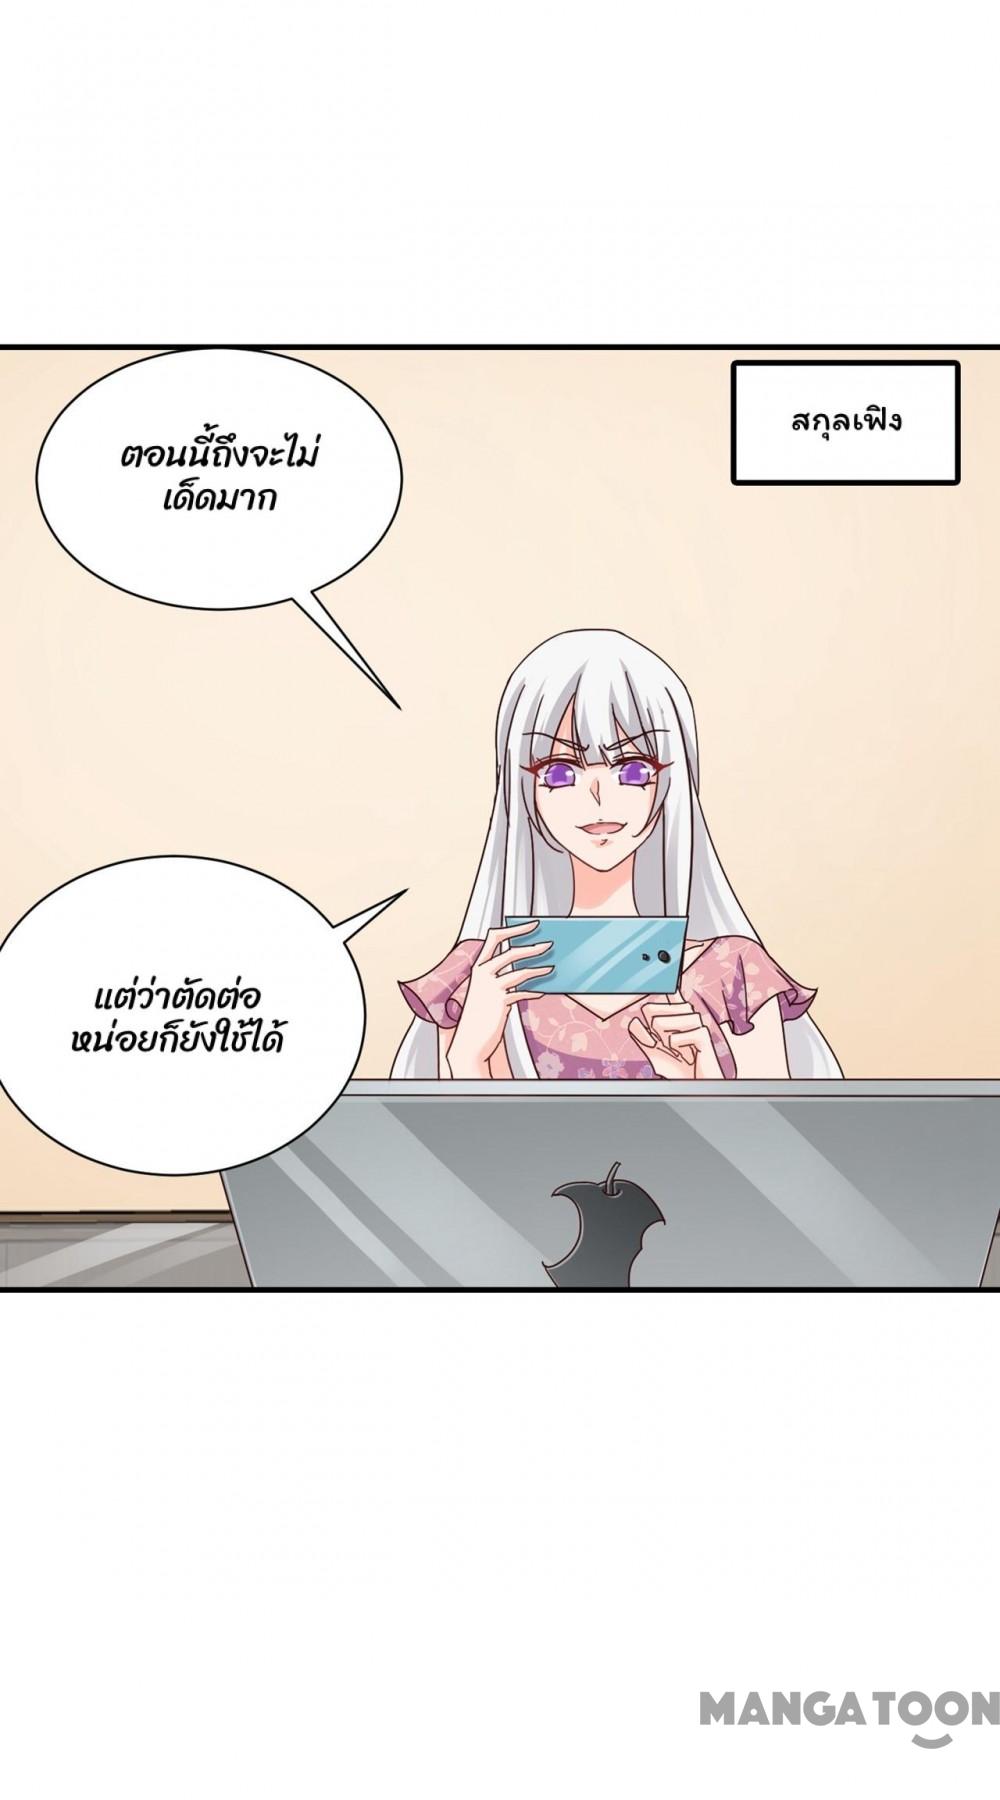 สกุลเฟิง
ตอนนี้ถึงจะไม่
เด็ดมาก
แต่ว่าตัดต่อ
หน่อยก็ยังใช้ได้
MANGATOON